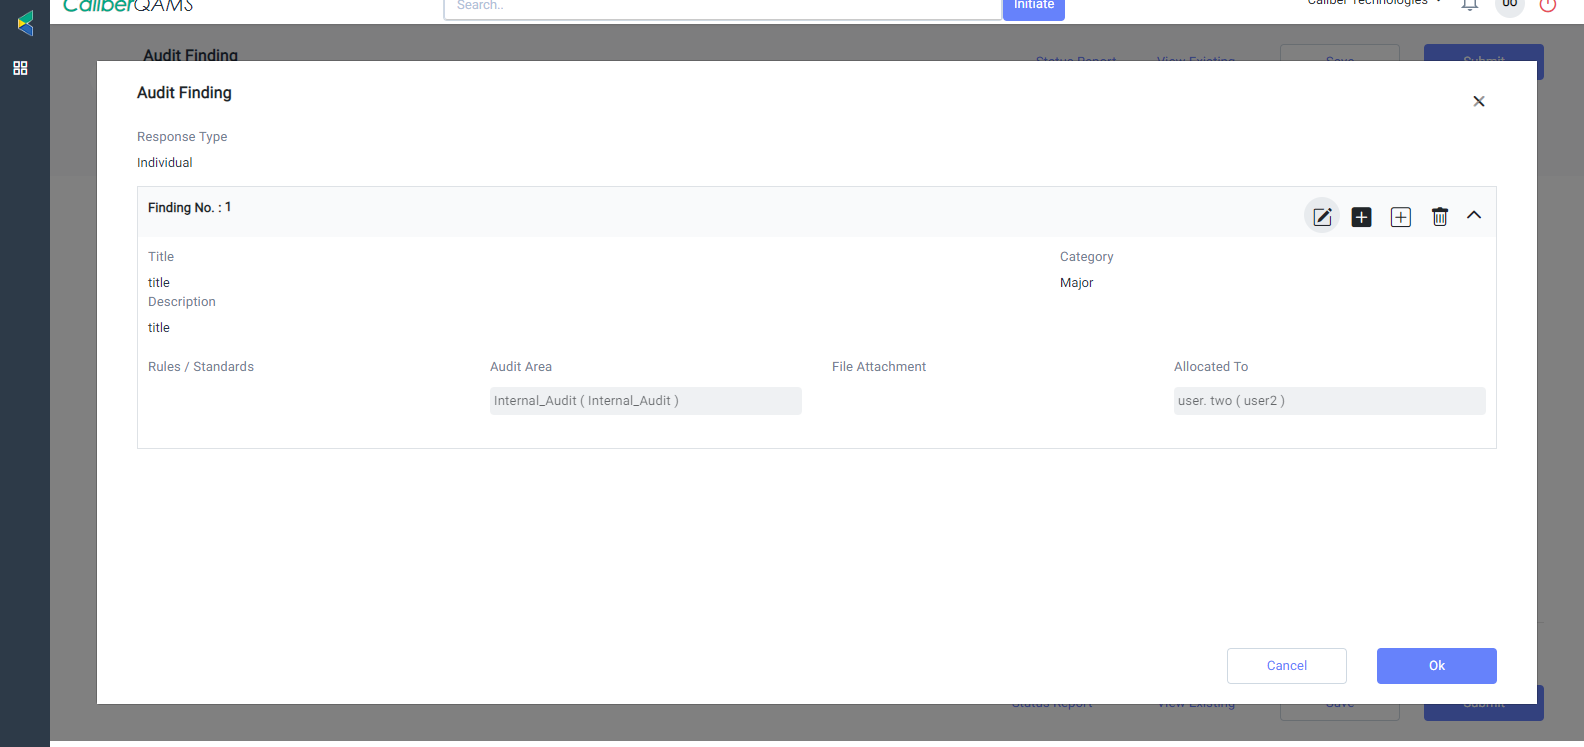 CaliberQAMS
Search..
Initiate
Caliber Technologies
00
Audit Finding
Status Report
View Existing
Save
Submit
Audit Finding
Response Type
Individual
Finding No. : 1
Title
Category
title
Major
Description
title
Rules / Standards
Audit Area
File Attachment
Allocated To
Internal_Audit ( Internal_Audit )
user. two ( user2 )
Cancel
Ok
Status Report
View Existing
Save
Submit